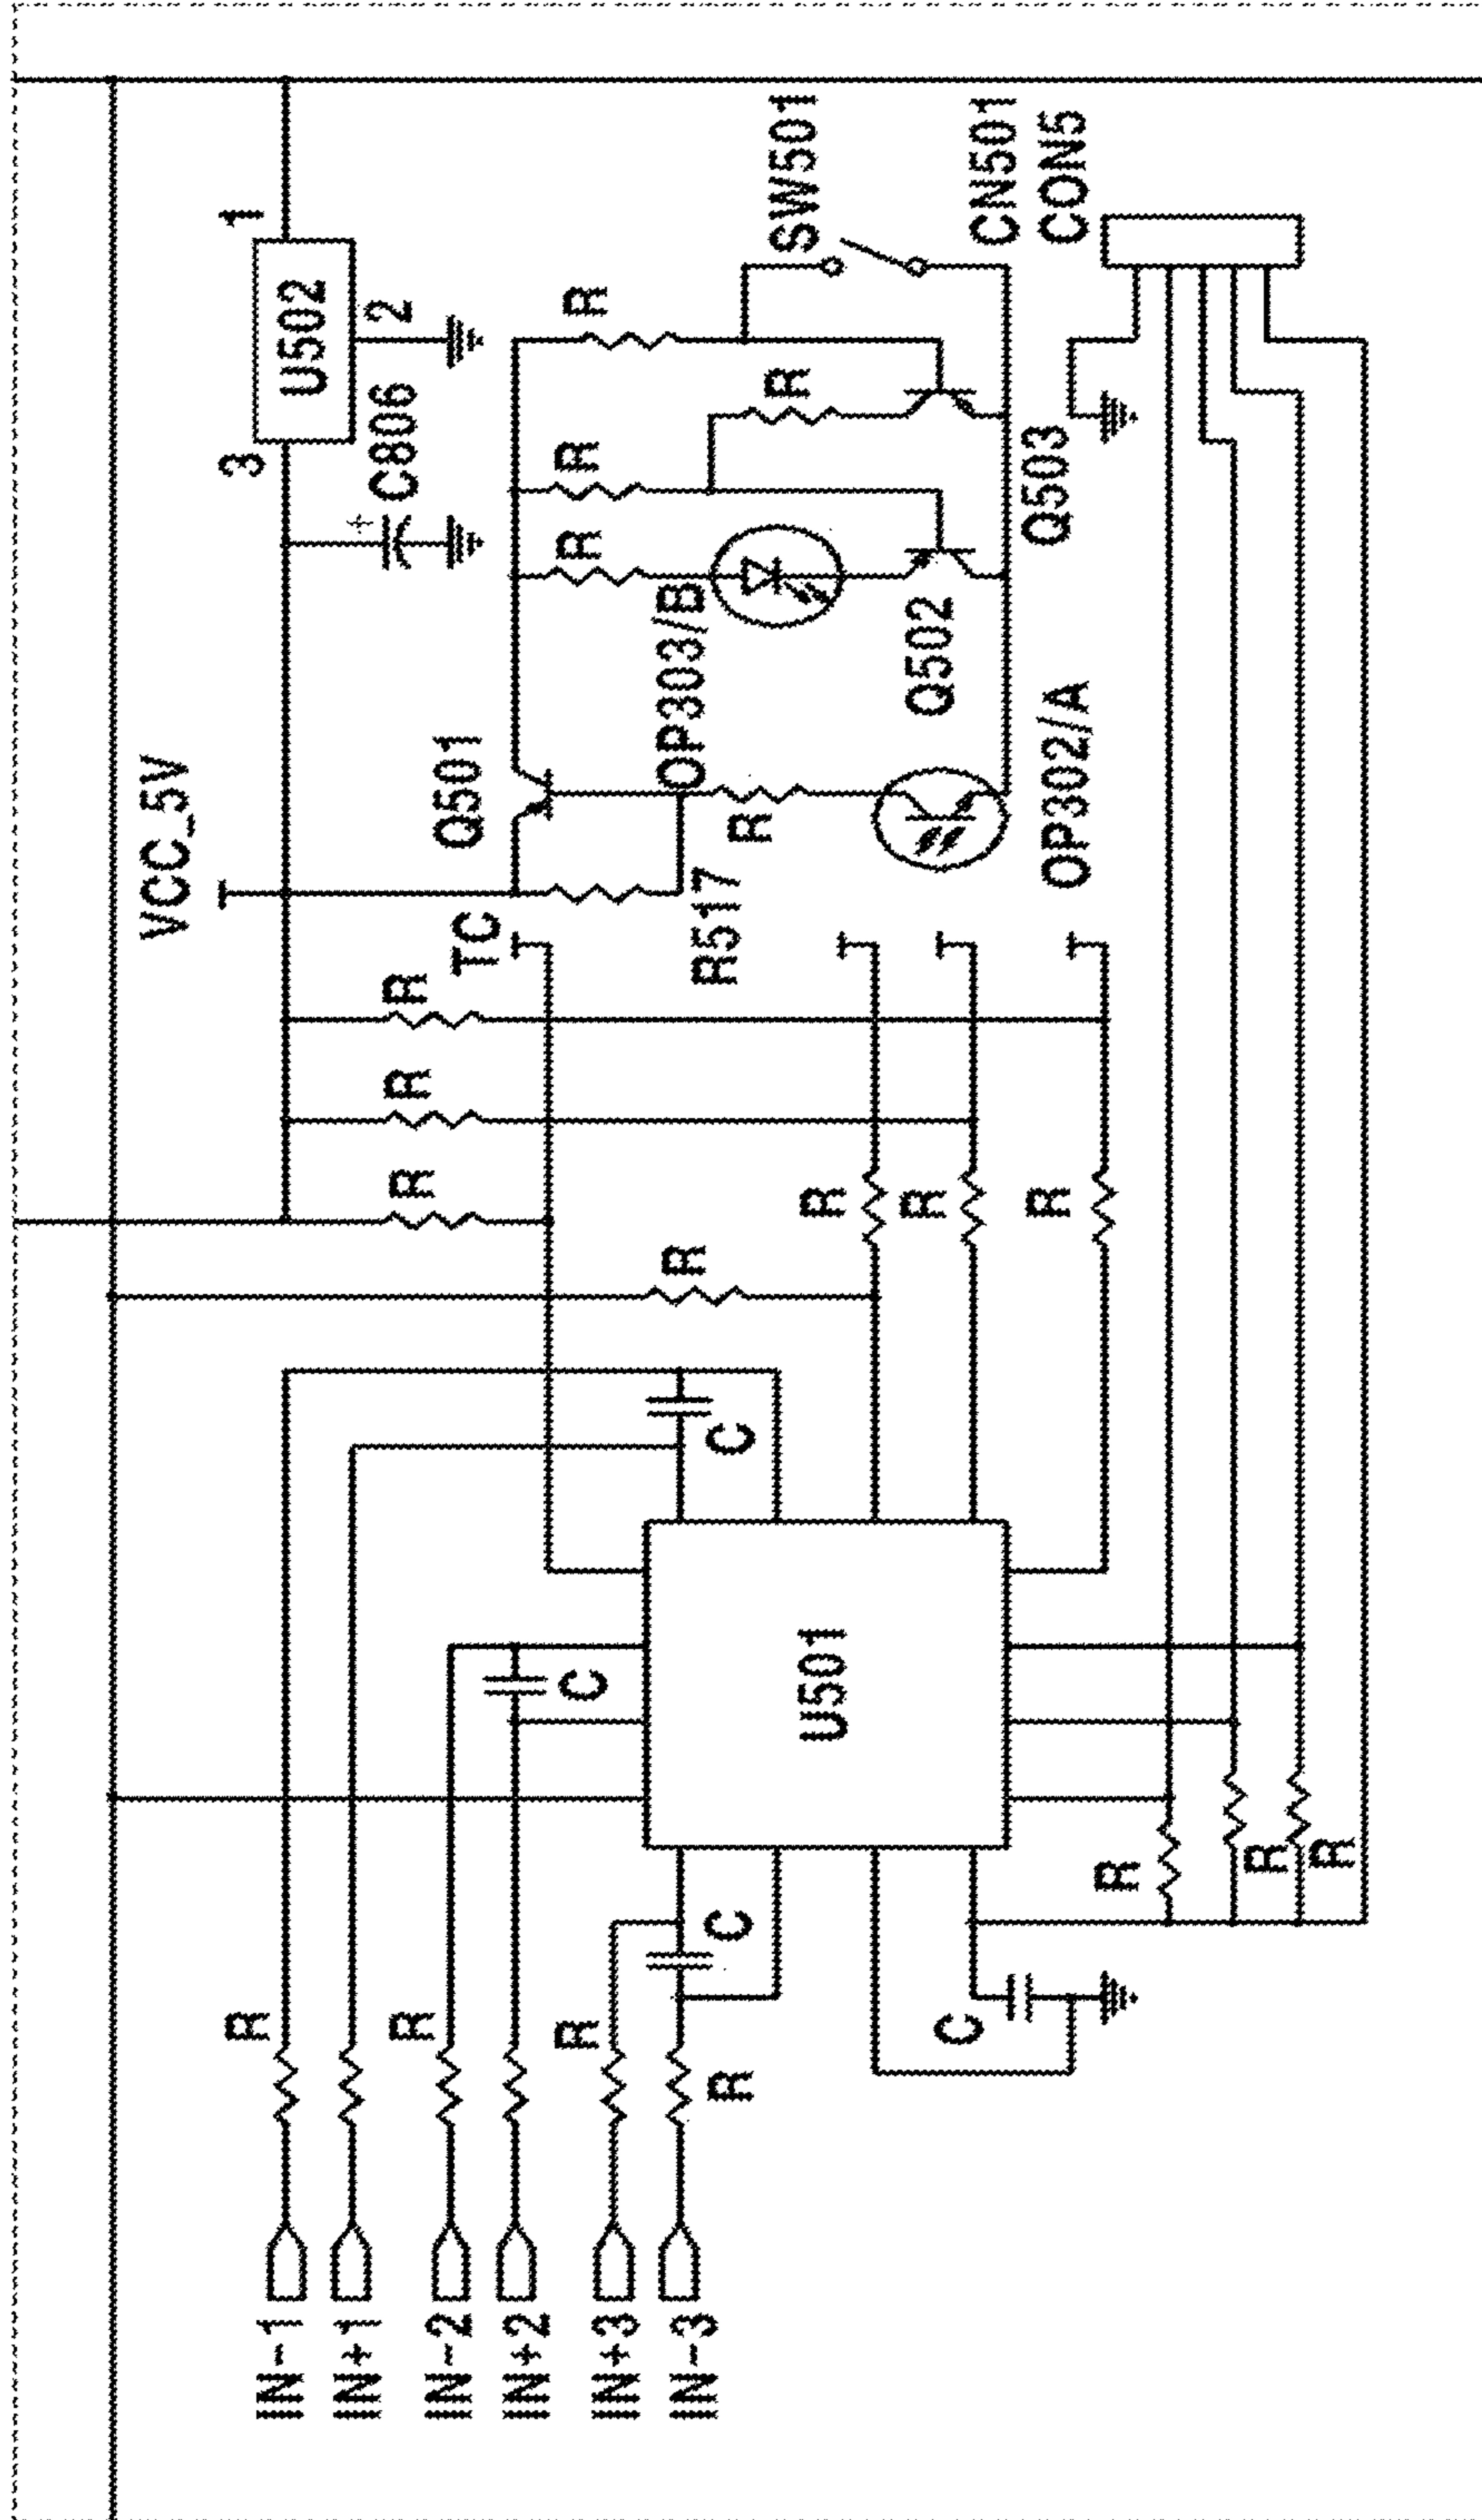 VCC_5V
1
U502
3
2
C806
TC
R
R
R
Q501
R
R
R
SW501
R
OP303/B
R517
R
R
CN501
CON5
Q502
Q503
OP302/A
R
R
R
C
C
U501
C
C
R
R
R
R
R
R
R
IN-1
IN+1
IN-2
IN+2
IN+3
IN-3